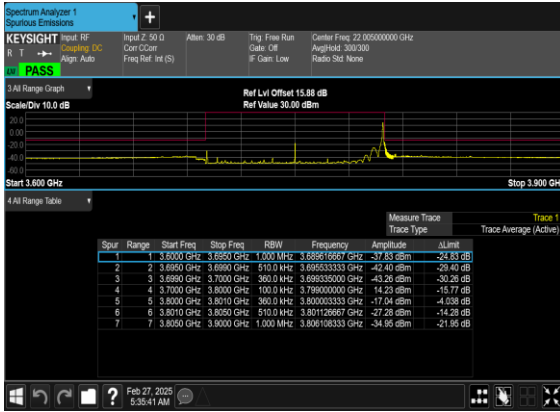 Spectrum Analyzer 1
Spurious Emissions
+
KEYSIGHT Input: RF Input Z: 50 Ω Atten: 30 dB Trig: Free Run Center Freq: 22.005000000 GHz
R T Coupling: DC Corr CCorr Gate: Off Avg|Hold: 300/300
Align: Auto Freq Ref: Int (S) IF Gain: Low Radio Std: None
PASS
3 All Range Graph Ref Lvl Offset 15.88 dB
Scale/Div 10.0 dB Ref Value 30.00 dBm
20.0
0.00
-20.0
-40.0
-60.0
Start 3.600 GHz Stop 3.900 GH
4 All Range Table
Measure Trace Trace 1
Trace Type Trace Average (Active)
Spur Range Start Freq Stop Freq RBW Frequency Amplitude ΔLimit
1 1 3.6000 GHz 3.6950 GHz 1.000 MHz 3.689616667 GHz -37.83 dBm -24.83 dB
2 2 3.6950 GHz 3.6990 GHz 510.0 kHz 3.695533333 GHz -42.40 dBm -29.40 dB
3 3 3.6990 GHz 3.7000 GHz 360.0 kHz 3.699335000 GHz -43.26 dBm -30.26 dB
4 4 3.7000 GHz 3.8000 GHz 100.0 kHz 3.799000000 GHz 14.23 dBm -15.77 dB
5 5 3.8000 GHz 3.8010 GHz 360.0 kHz 3.800003333 GHz -17.04 dBm -4.038 dB
6 6 3.8010 GHz 3.8050 GHz 510.0 kHz 3.801126667 GHz -27.28 dBm -14.28 dB
7 7 3.8050 GHz 3.9000 GHz 1.000 MHz 3.806108333 GHz -34.95 dBm -21.95 dB
? Feb 27, 2025
5:35:41 AM